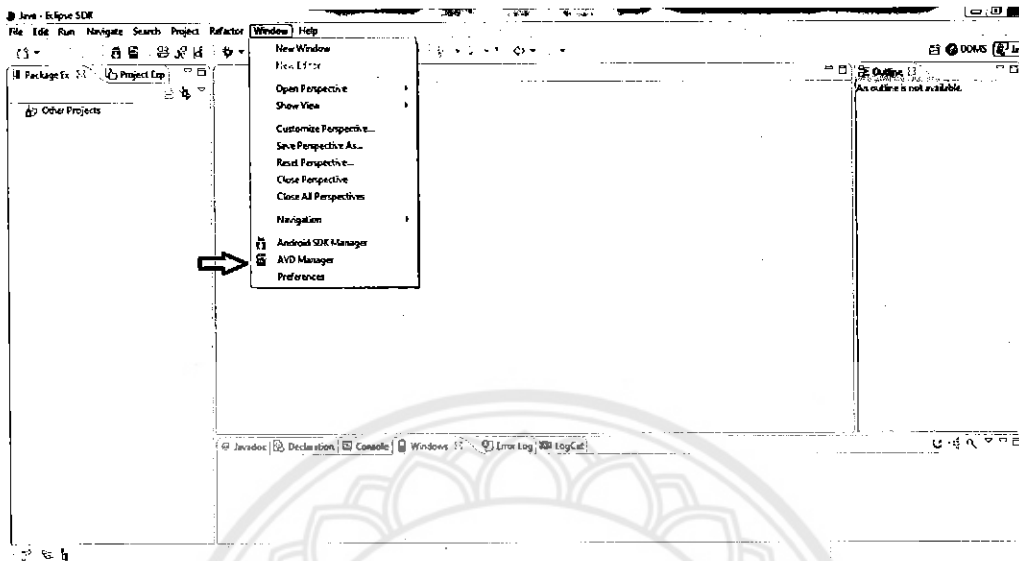 Java - Eclipse SDK
File Edit Run Navigate Search Project Refactor Window Help
New Window
New Editor
Open Perspective
Show View
Customize Perspective...
Save Perspective As...
Reset Perspective...
Close Perspective
Close All Perspectives
Navigation
Android SDK Manager
AVD Manager
Preferences
DDMS
Package Ex
Project Exp
Other Projects
Outline
An outline is not available.
Javadoc Declaration Console Windows Error Log LogCat